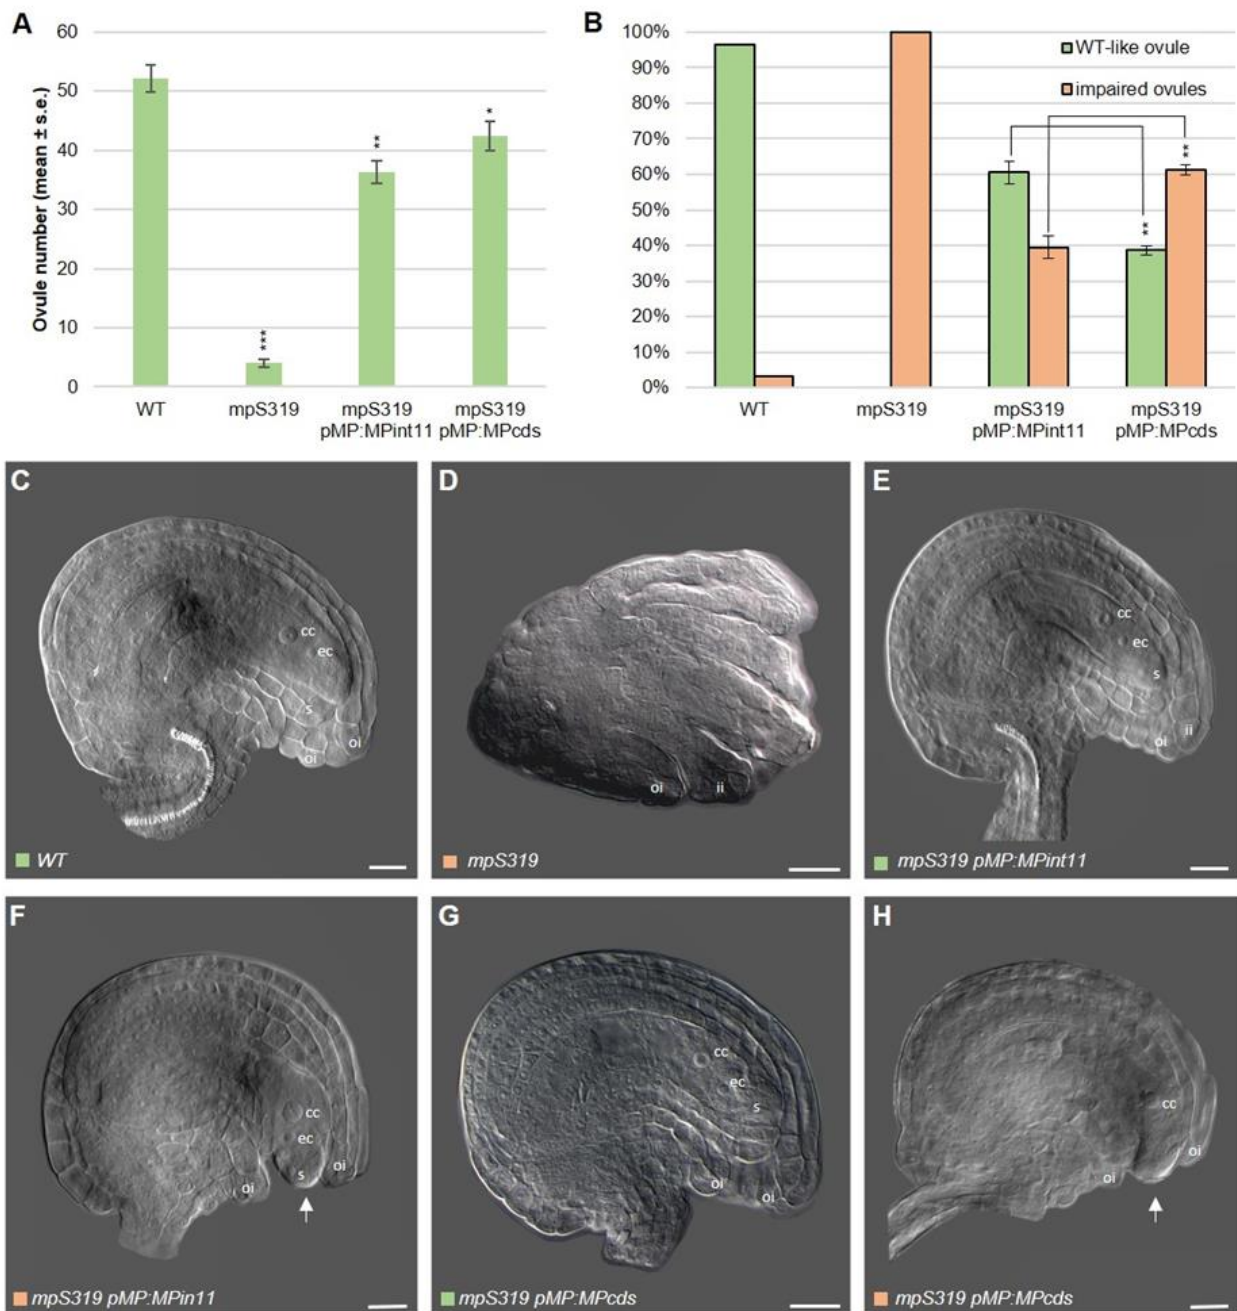 A
Ovule number (mean ± s.e.)
60
50
40
30
20
10
0
***
**
*
WT
mpS319
mpS319
pMP:MPint11
mpS319
pMP:MPcds
B
100%
90%
80%
70%
60%
50%
40%
30%
20%
10%
0%
WT-like ovule
impaired ovules
**
**
WT
mpS319
mpS319
pMP:MPint11
mpS319
pMP:MPcds
C
cc
ec
s
oi
oi
WT
D
oi
ii
mpS319
E
cc
ec
s
oi
ii
mpS319 pMP:MPint11
F
cc
ec
s
oi
oi
mpS319 pMP:MPin11
G
cc
ec
s
oi
oi
mpS319 pMP:MPcds
H
cc
oi
oi
mpS319 pMP:MPcds